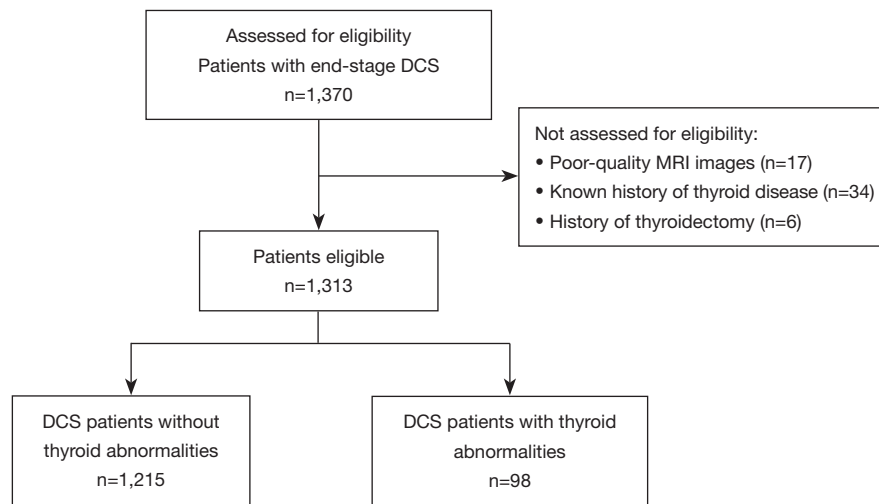 Assessed for eligibility
Patients with end-stage DCS
n=1,370
Not assessed for eligibility:
• Poor-quality MRI images (n=17)
• Known history of thyroid disease (n=34)
• History of thyroidectomy (n=6)
Patients eligible
n=1,313
DCS patients without
thyroid abnormalities
n=1,215
DCS patients with thyroid
abnormalities
n=98